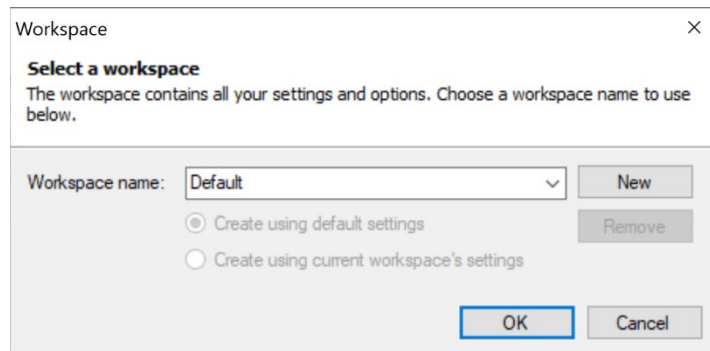 Workspace
Select a workspace
The workspace contains all your settings and options. Choose a workspace name to use
below.
Workspace name: Default New
Create using default settings Remove
Create using current workspace's settings
OK Cancel